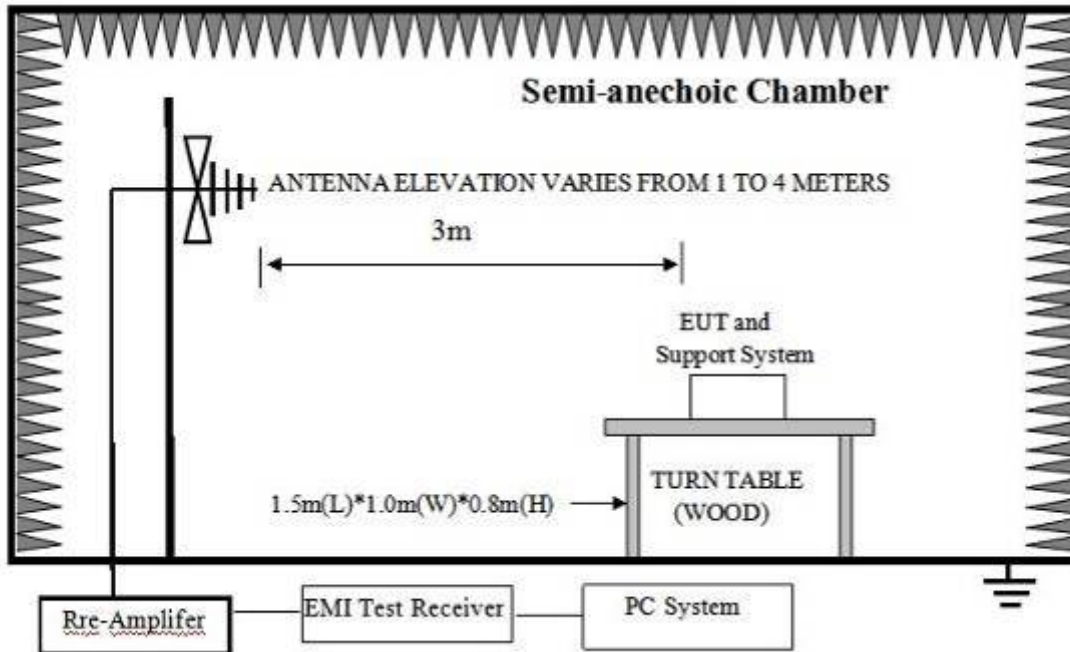 Semi-anechoic Chamber
ANTENNA ELEVATION VARIES FROM 1 TO 4 METERS
3m
EUT and
Support System
1.5m(L)*1.0m(W)*0.8m(H)
TURN TABLE
(WOOD)
Rre-Amplifer
EMI Test Receiver
PC System